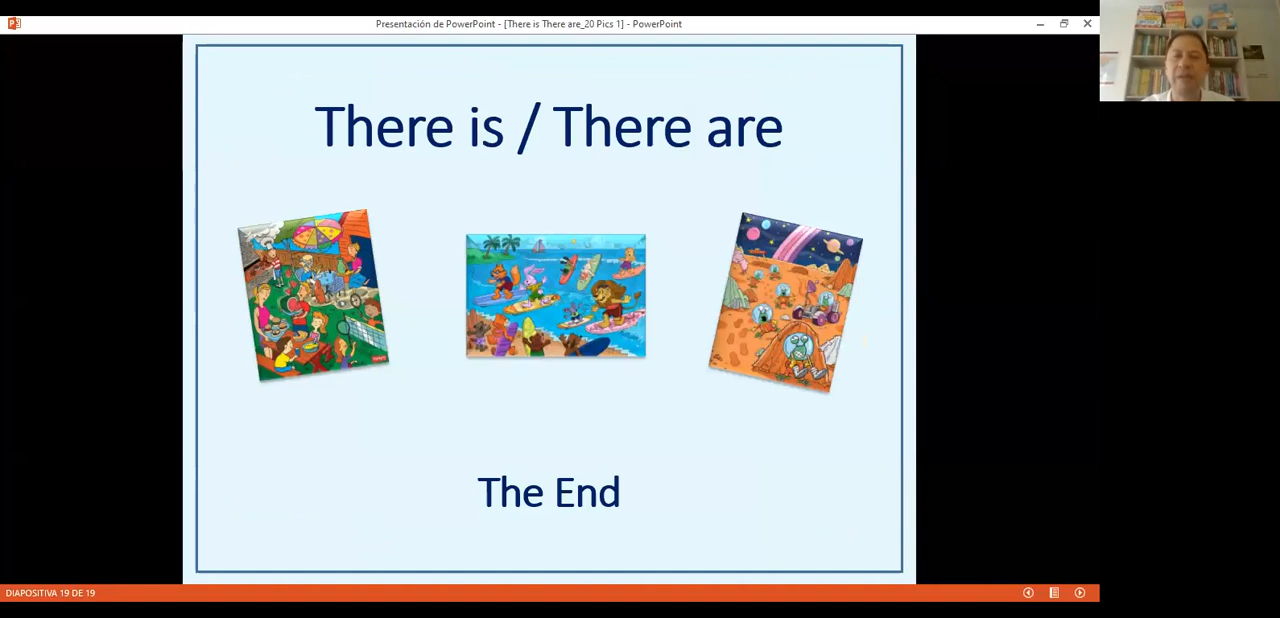 Presentación de PowerPoint - [There is There are_20 Pics 1] - PowerPoint
There is / There are
The End
DIAPOSITIVA 19 DE 19